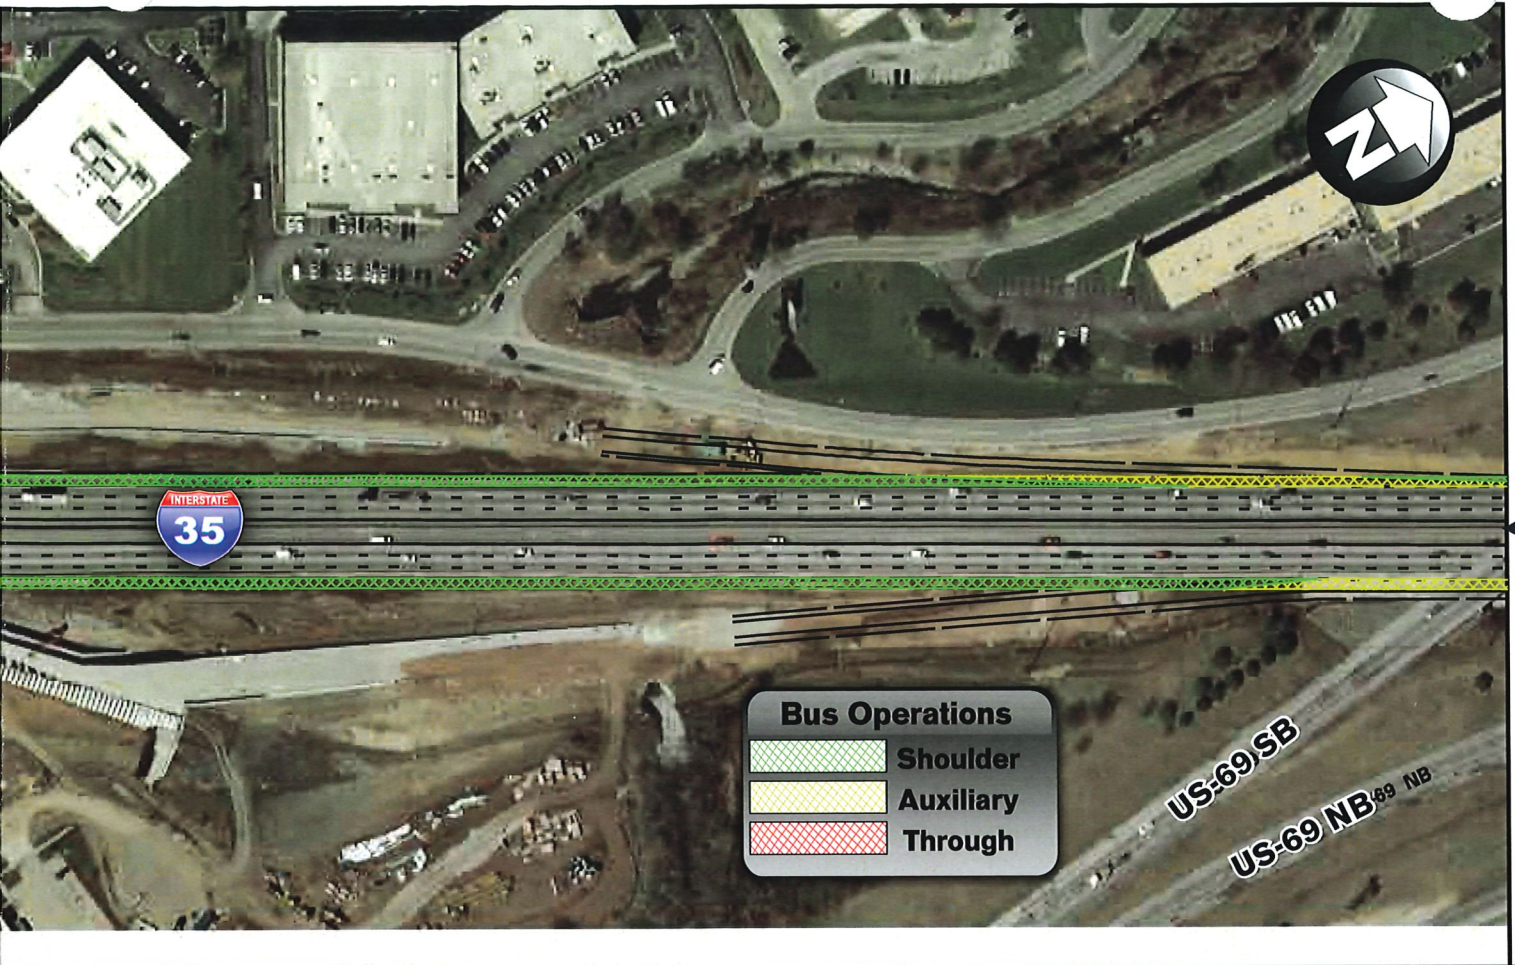 N
INTERSTATE
35
Bus Operations
Shoulder
Auxiliary
Through
US-69 SB
US-69 NB
69 NB